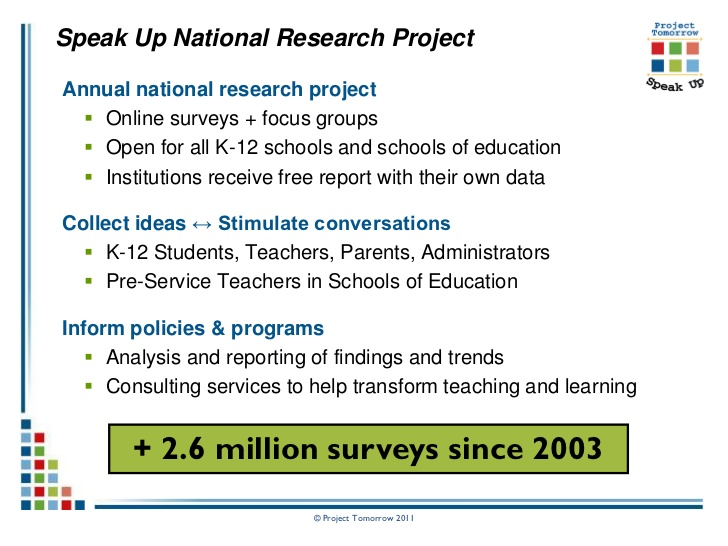 Speak Up National Research Project
Project
Tomorrow
Speak Up
Annual national research project
Online surveys + focus groups
Open for all K-12 schools and schools of education
Institutions receive free report with their own data
Collect ideas ↔ Stimulate conversations
K-12 Students, Teachers, Parents, Administrators
Pre-Service Teachers in Schools of Education
Inform policies & programs
Analysis and reporting of findings and trends
Consulting services to help transform teaching and learning
+ 2.6 million surveys since 2003
© Project Tomorrow 2011